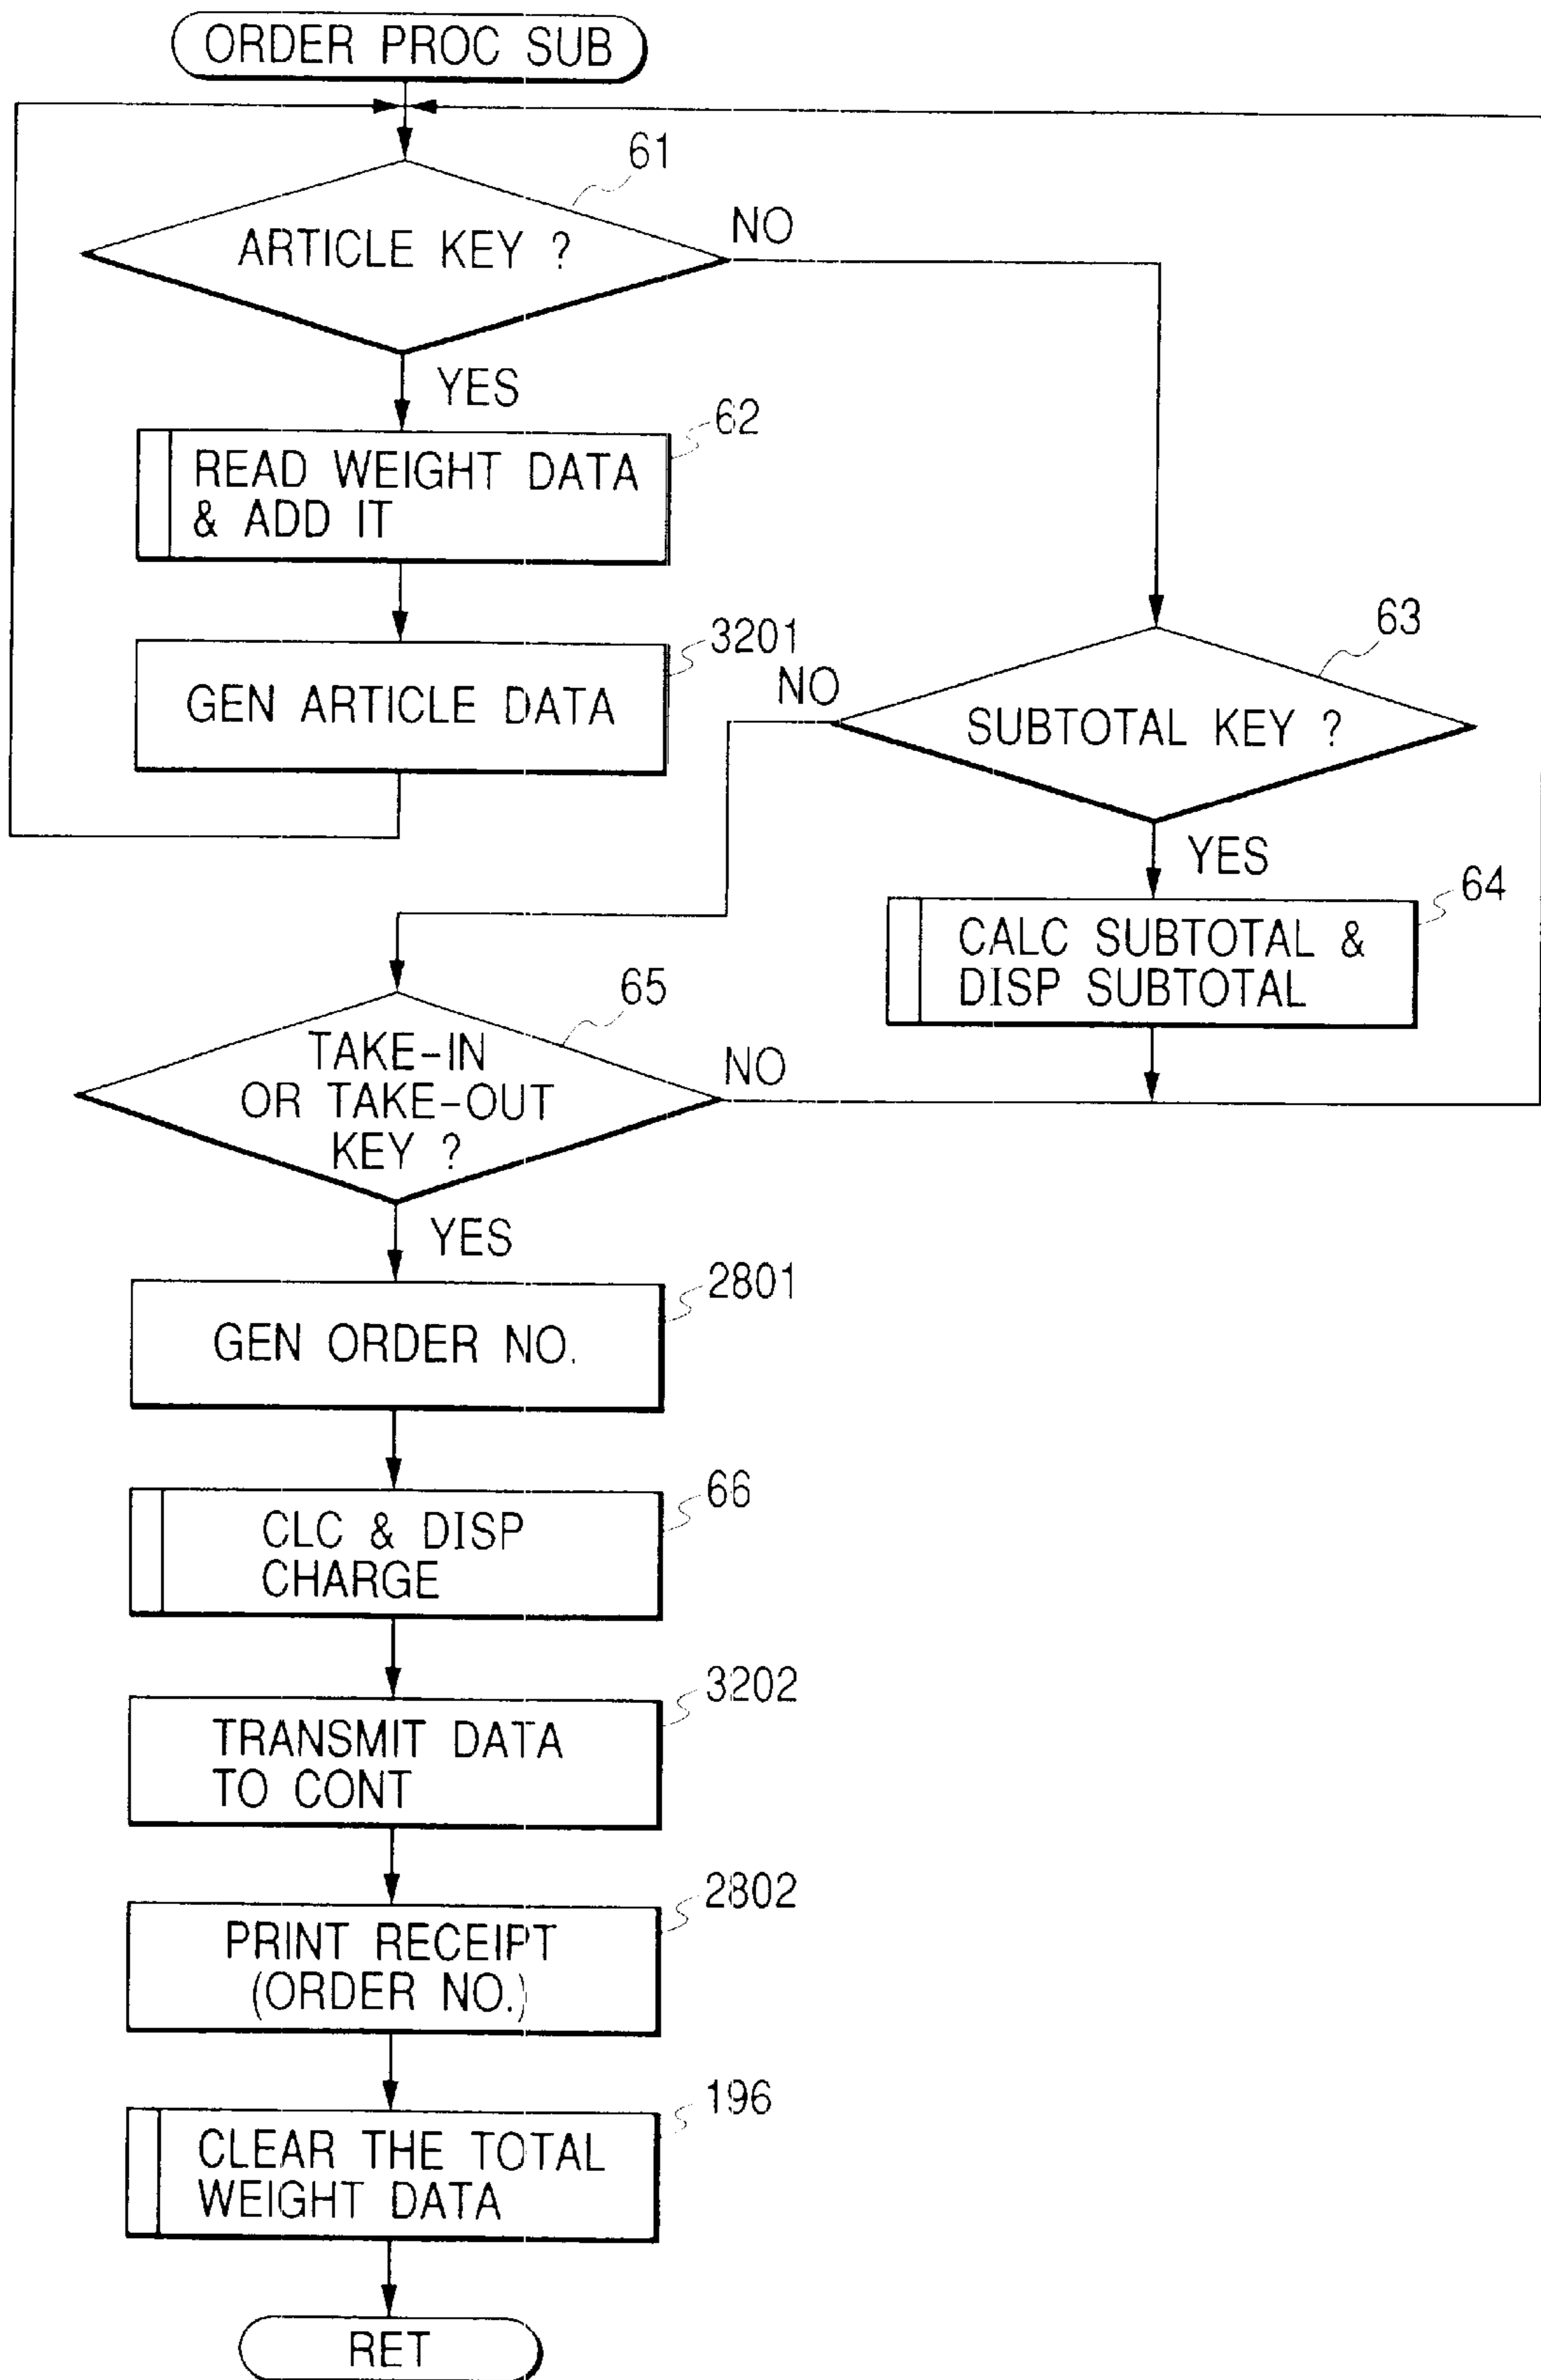 ORDER PROC SUB
61
ARTICLE KEY ?
NO
YES
62
READ WEIGHT DATA
& ADD IT
3201
GEN ARTICLE DATA
63
NO
SUBTOTAL KEY ?
YES
64
CALC SUBTOTAL &
DISP SUBTOTAL
65
TAKE-IN
OR TAKE-OUT
KEY ?
NO
YES
2801
GEN ORDER NO.
66
CLC & DISP
CHARGE
3202
TRANSMIT DATA
TO CONT
2802
PRINT RECEIPT
(ORDER NO.)
196
CLEAR THE TOTAL
WEIGHT DATA
RET